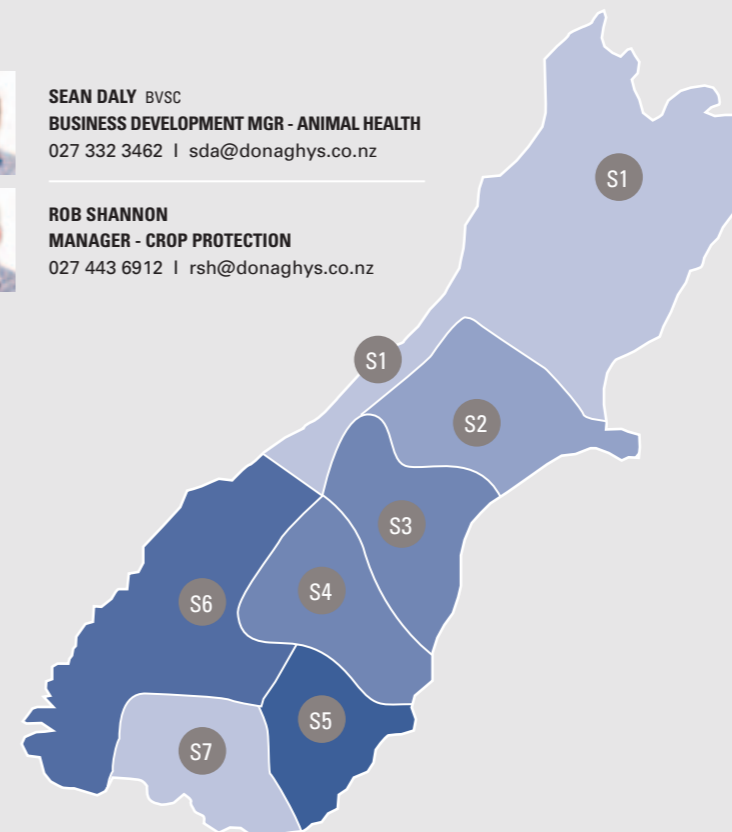 SEAN DALY BVSC
BUSINESS DEVELOPMENT MGR - ANIMAL HEALTH
027 332 3462 | sda@donaghys.co.nz
ROB SHANNON
MANAGER - CROP PROTECTION
027 443 6912 | rsh@donaghys.co.nz
S1
S1
S2
S3
S4
S6
S5
S7